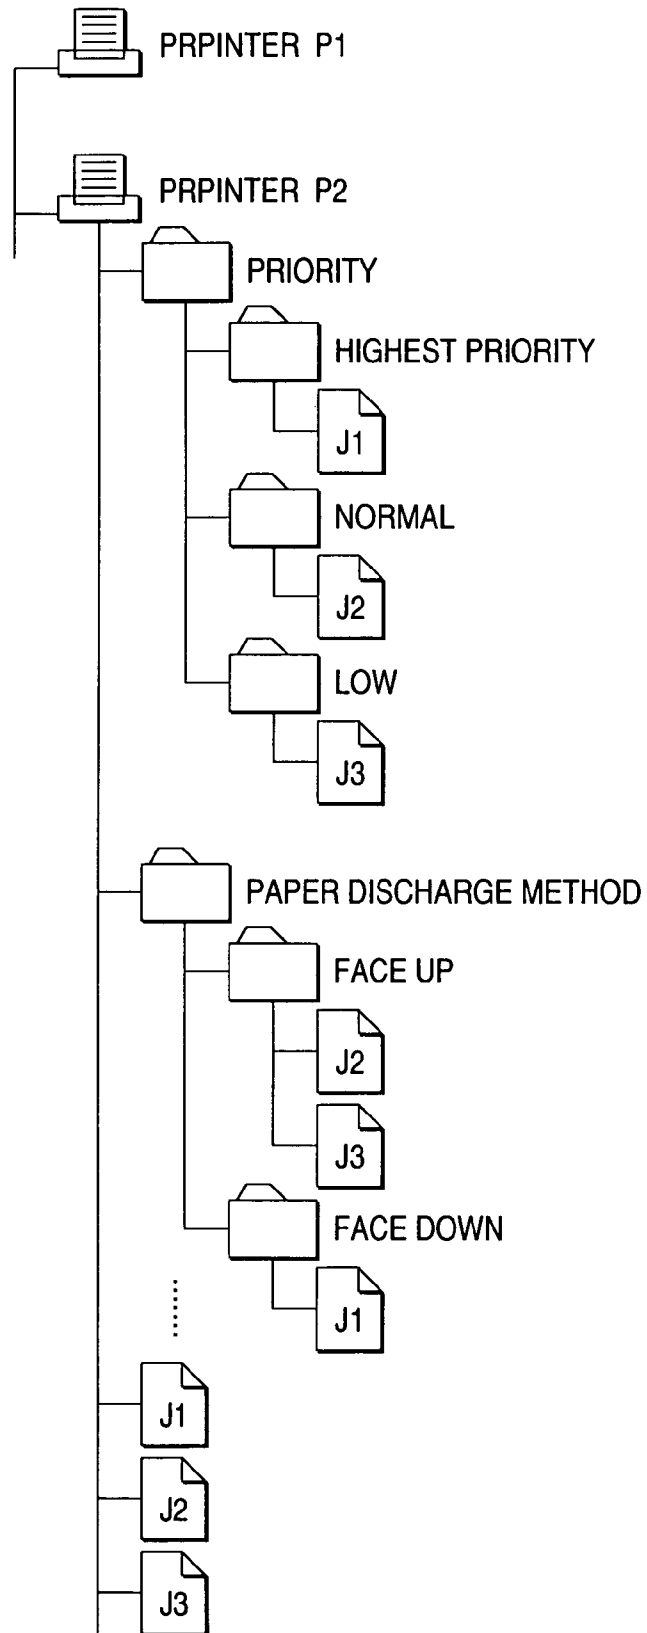 PRPINTER P1
PRPINTER P2
PRIORITY
HIGHEST PRIORITY
J1
NORMAL
J2
LOW
J3
PAPER DISCHARGE METHOD
FACE UP
J2
J3
FACE DOWN
J1
J1
J2
J3